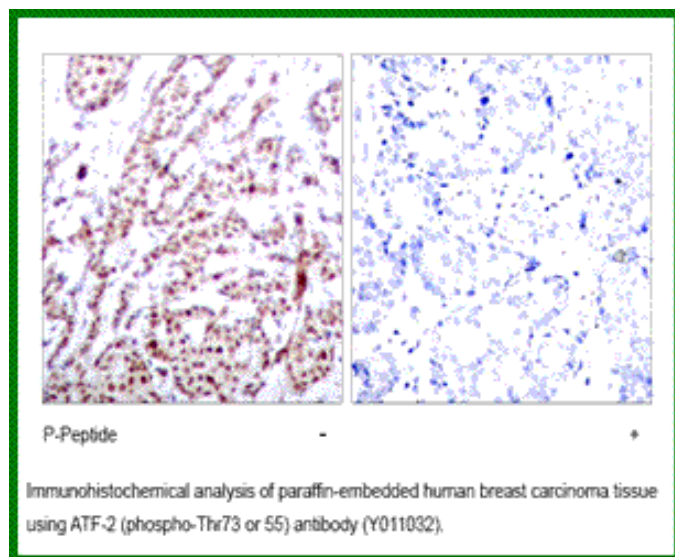 P-Peptide - +
Immunohistochemical analysis of paraffin-embedded human breast carcinoma tissue
using ATF-2 (phospho-Thr73 or 55) antibody (Y011032).